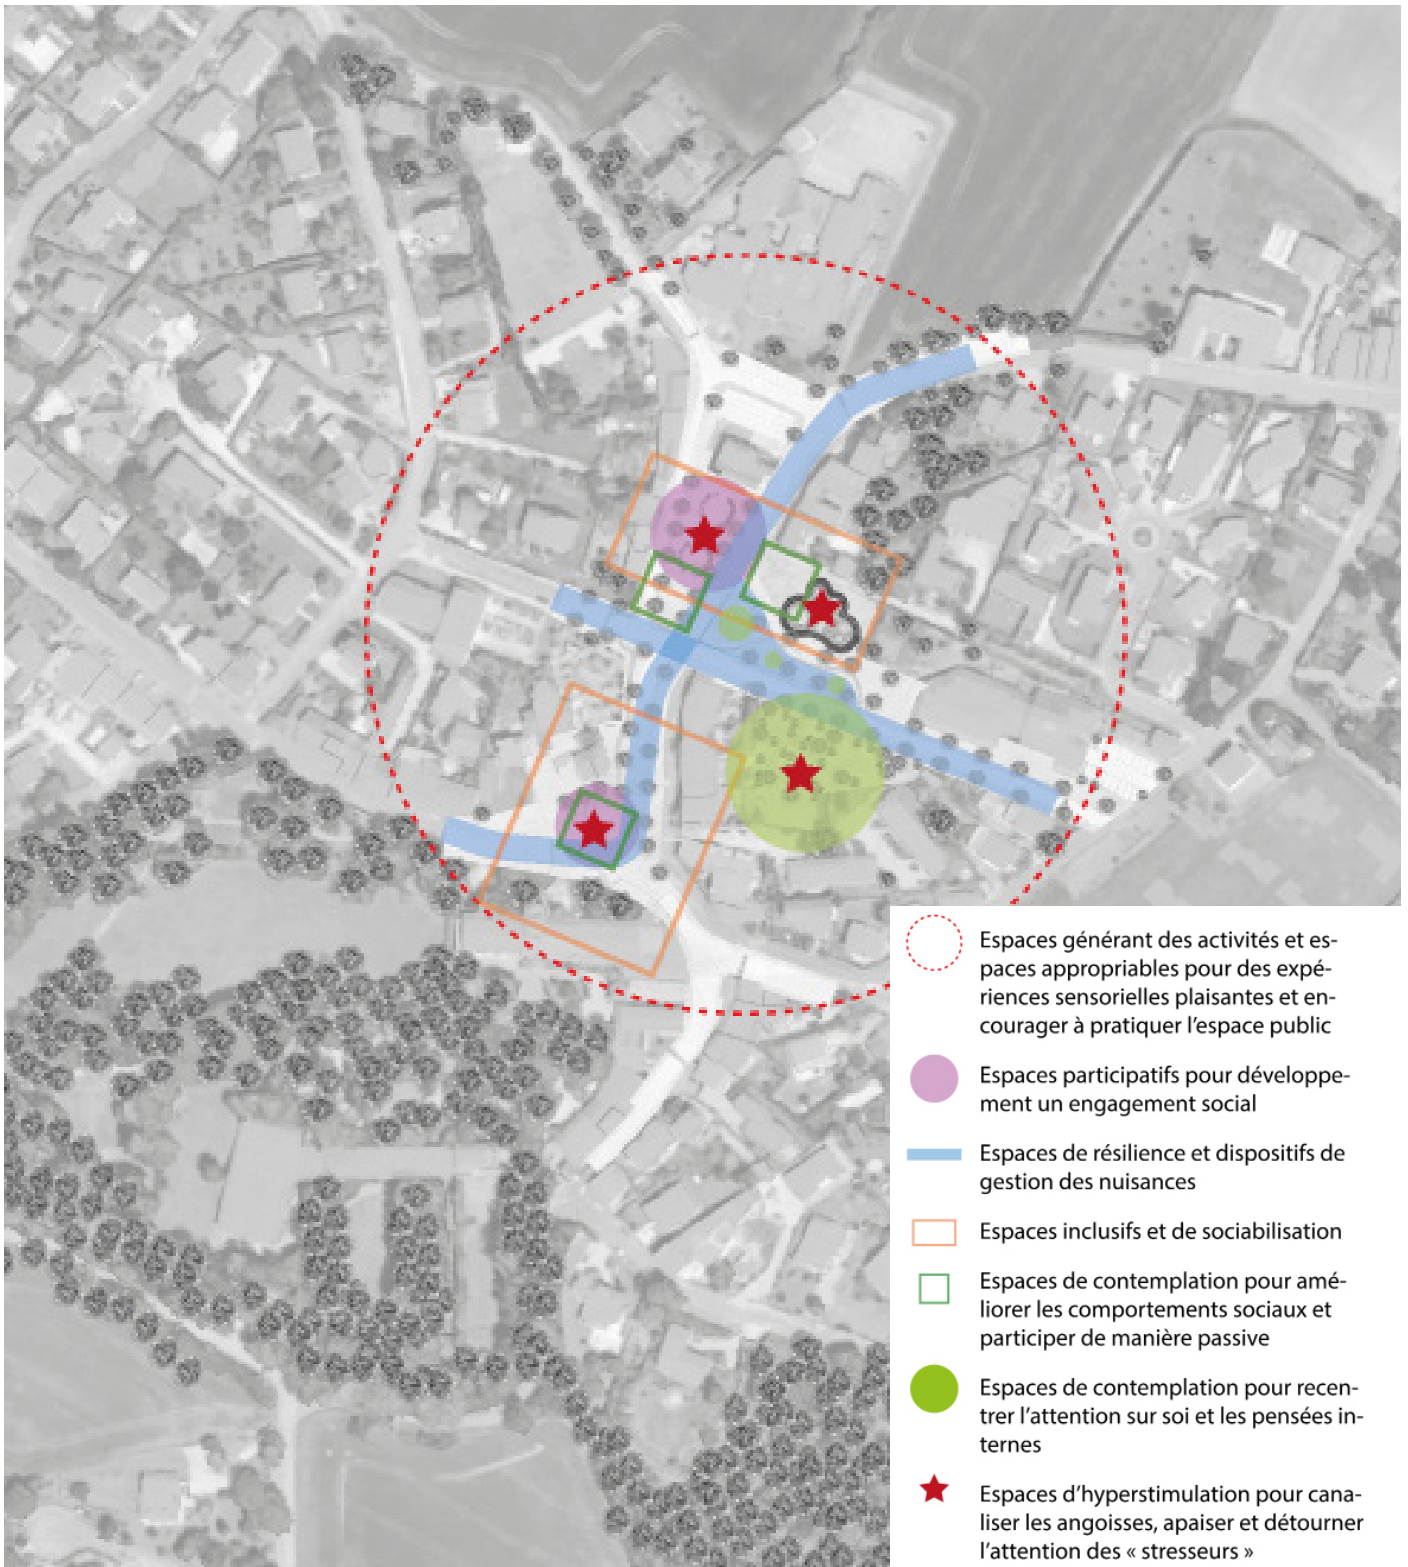 Espaces générant des activités et es-
paces appropriables pour des expé-
riences sensorielles plaisantes et en-
courager à pratiquer l'espace public
Espaces participatifs pour développe-
ment un engagement social
Espaces de résilience et dispositifs de
gestion des nuisances
Espaces inclusifs et de sociabilisation
Espaces de contemplation pour amé-
liorer les comportements sociaux et
participer de manière passive
Espaces de contemplation pour recen-
trer l'attention sur soi et les pensées in-
ternes
Espaces d'hyperstimulation pour cana-
liser les angoisses, apaiser et détourner
l'attention des « stresseurs »